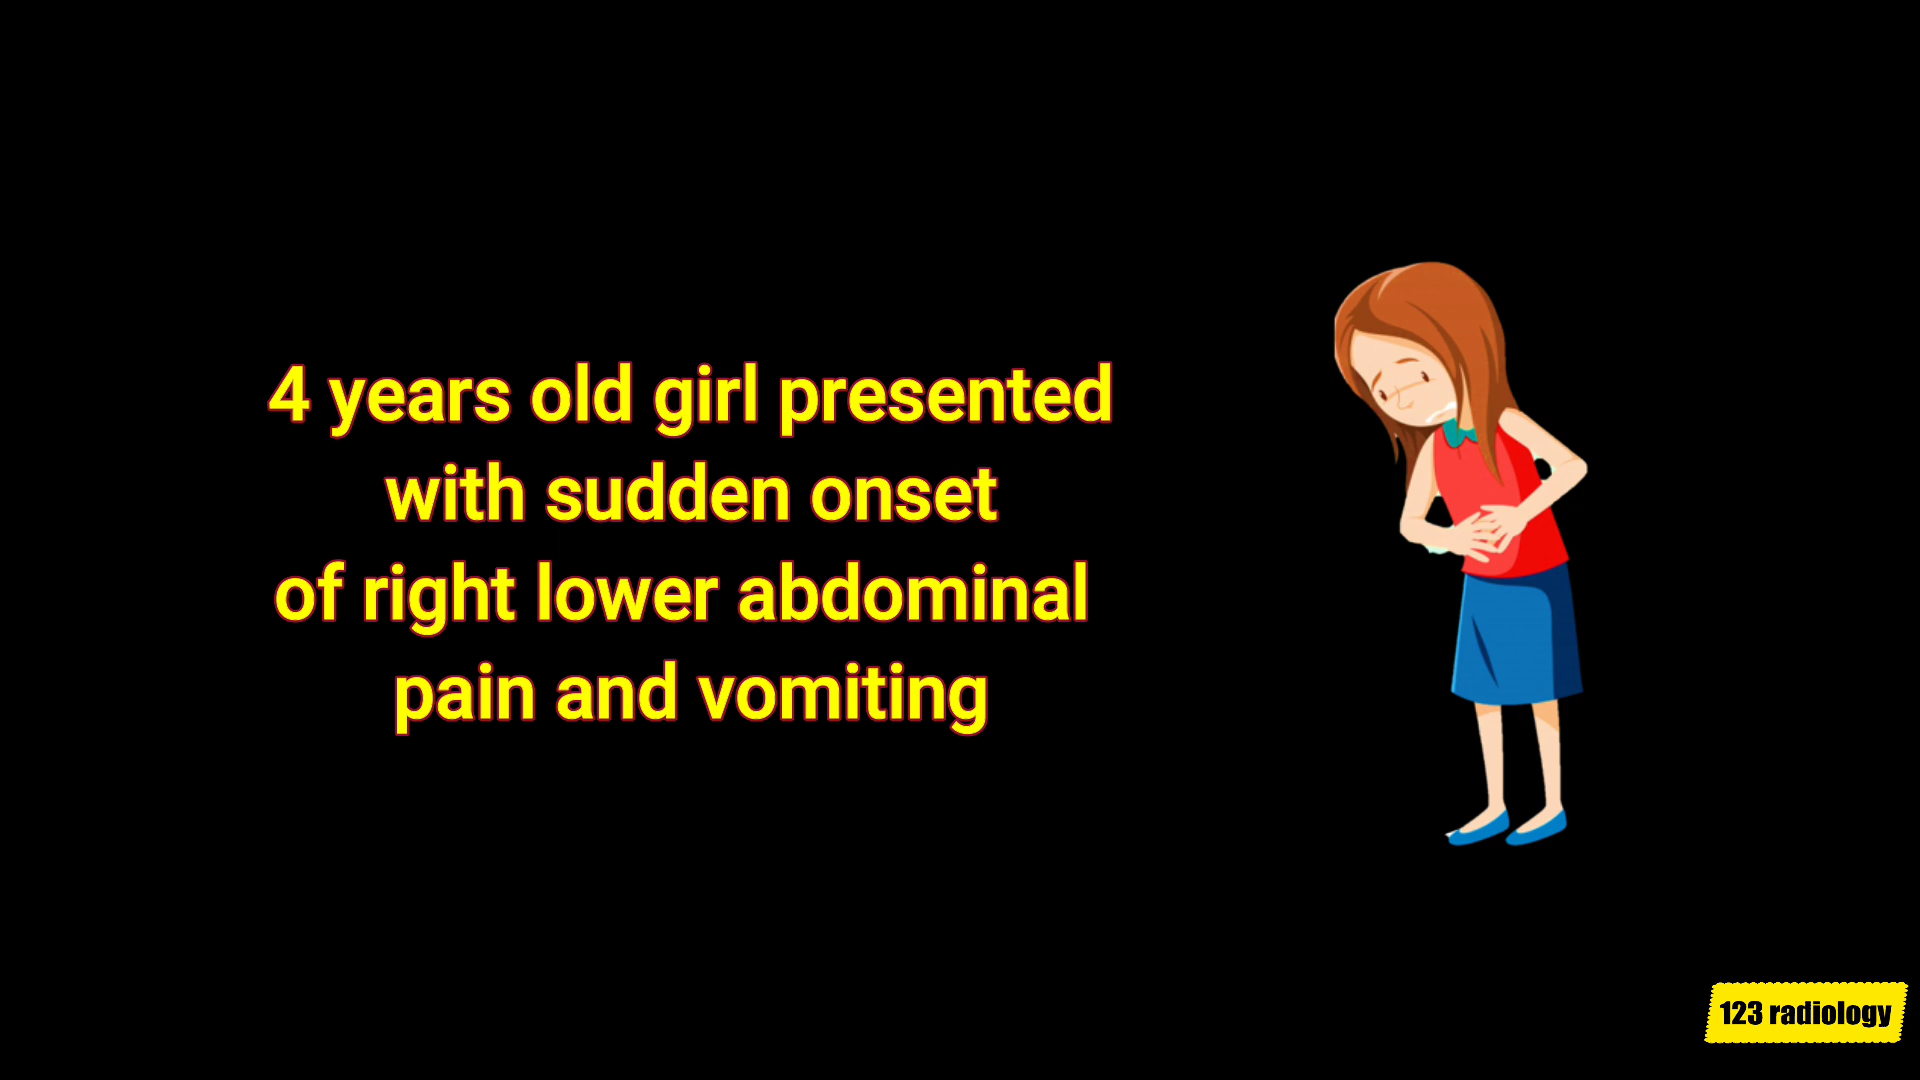 4 years old girl presented
with sudden onset
of right lower abdominal
pain and vomiting
123 radiology